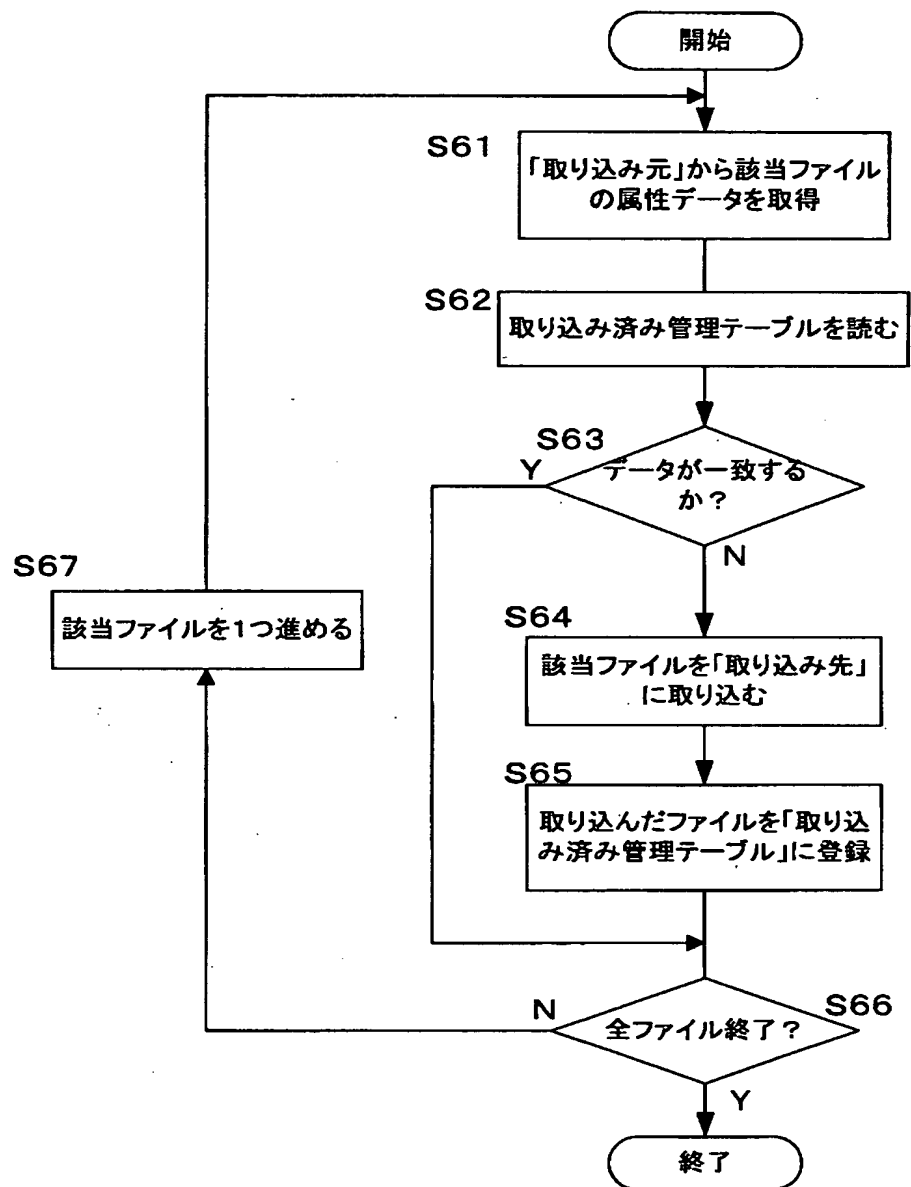 開始
S61
「取り込み元」から該当ファイル
の属性データを取得
S62
取り込み済み管理テーブルを読む
S63
データが一致する
か？
Y
N
S64
該当ファイルを「取り込み先」
に取り込む
S65
取り込んだファイルを「取り込
み済み管理テーブル」に登録
S66
全ファイル終了？
N
Y
S67
該当ファイルを1つ進める
終了